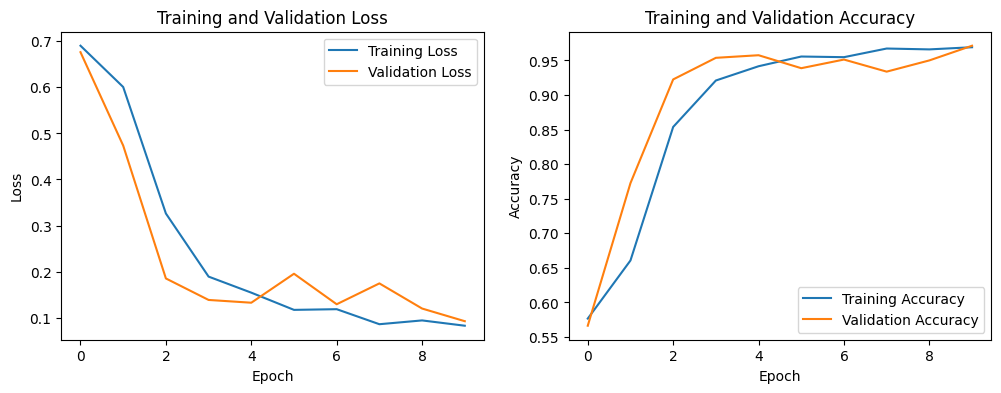 Training and Validation Loss
0.7
0.6
0.5
0.4
0.3
0.2
0.1
Loss
Training Loss
Validation Loss
0 2 4 6 8
Epoch
Training and Validation Accuracy
0.95
0.90
0.85
0.80
0.75
0.70
0.65
0.60
0.55
Accuracy
Training Accuracy
Validation Accuracy
0 2 4 6 8
Epoch